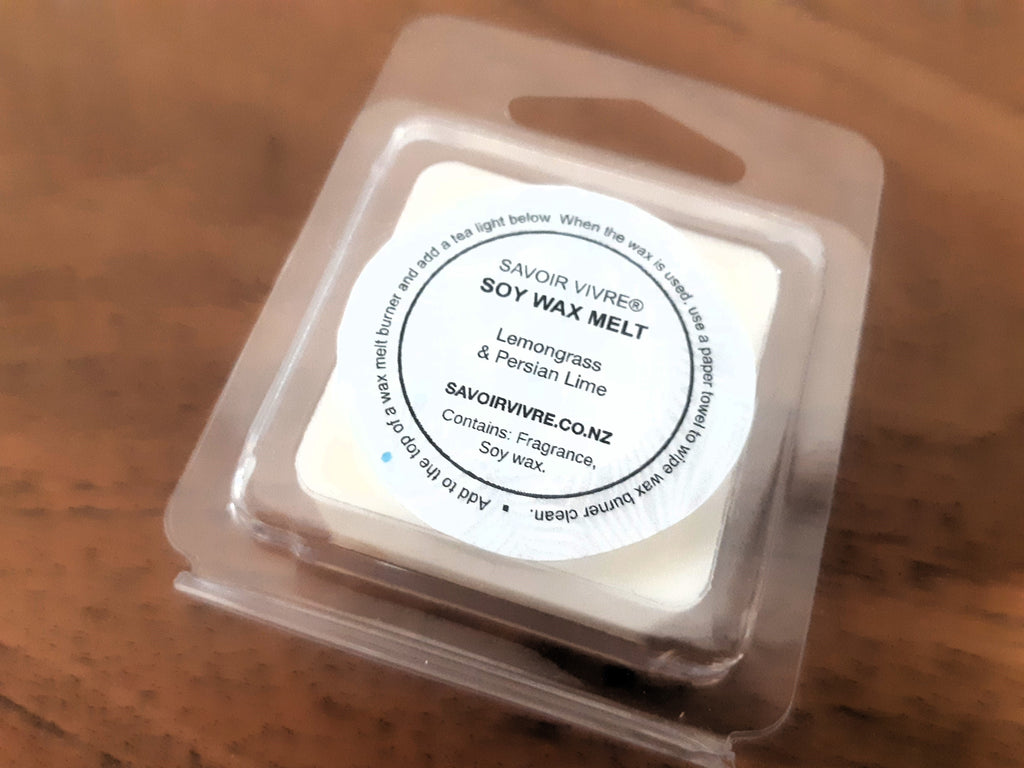 SAVOIR VIVRE®
SOY WAX MELT
Lemongrass
& Persian Lime
SAVOIRVIVRE.CO.NZ
Contains: Fragrance,
Soy wax.
Add to the top of a wax melt burner and add a tea light below When the wax is used, use a paper towel to wipe wax burner clean.